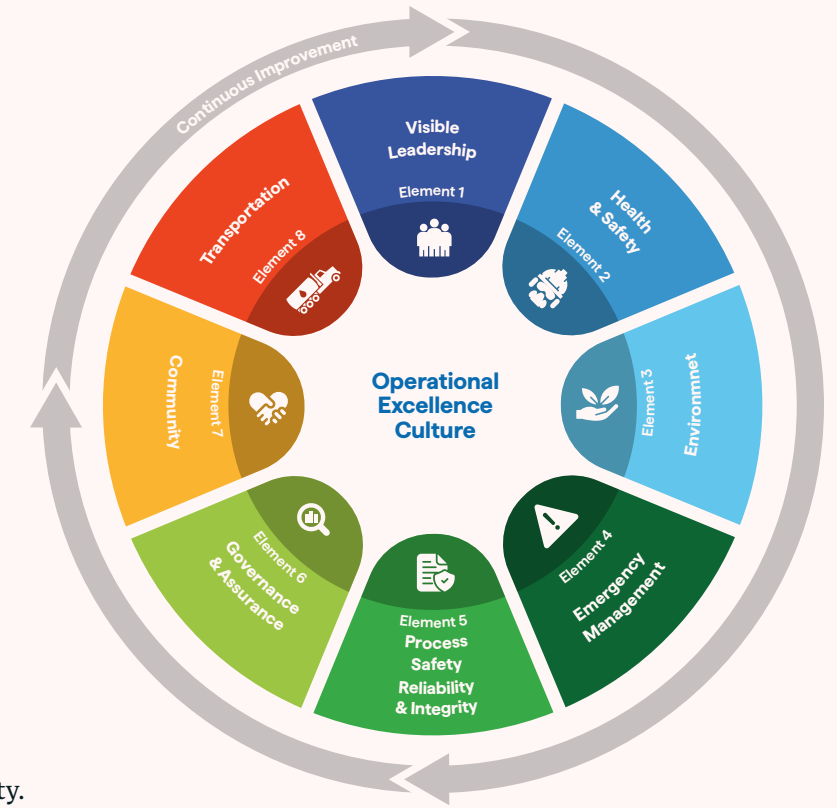 Continuous Improvement
Visible
Leadership
Element 1
Health
& Safety
Element 2
Environmnet
Element 3
Emergency
Management
Element 4
Element 5
Process
Safety
Reliability
& Integrity
Element 6
Governance
& Assurance
Community
Element 7
Transportation
Element 8
Operational
Excellence
Culture
ty.